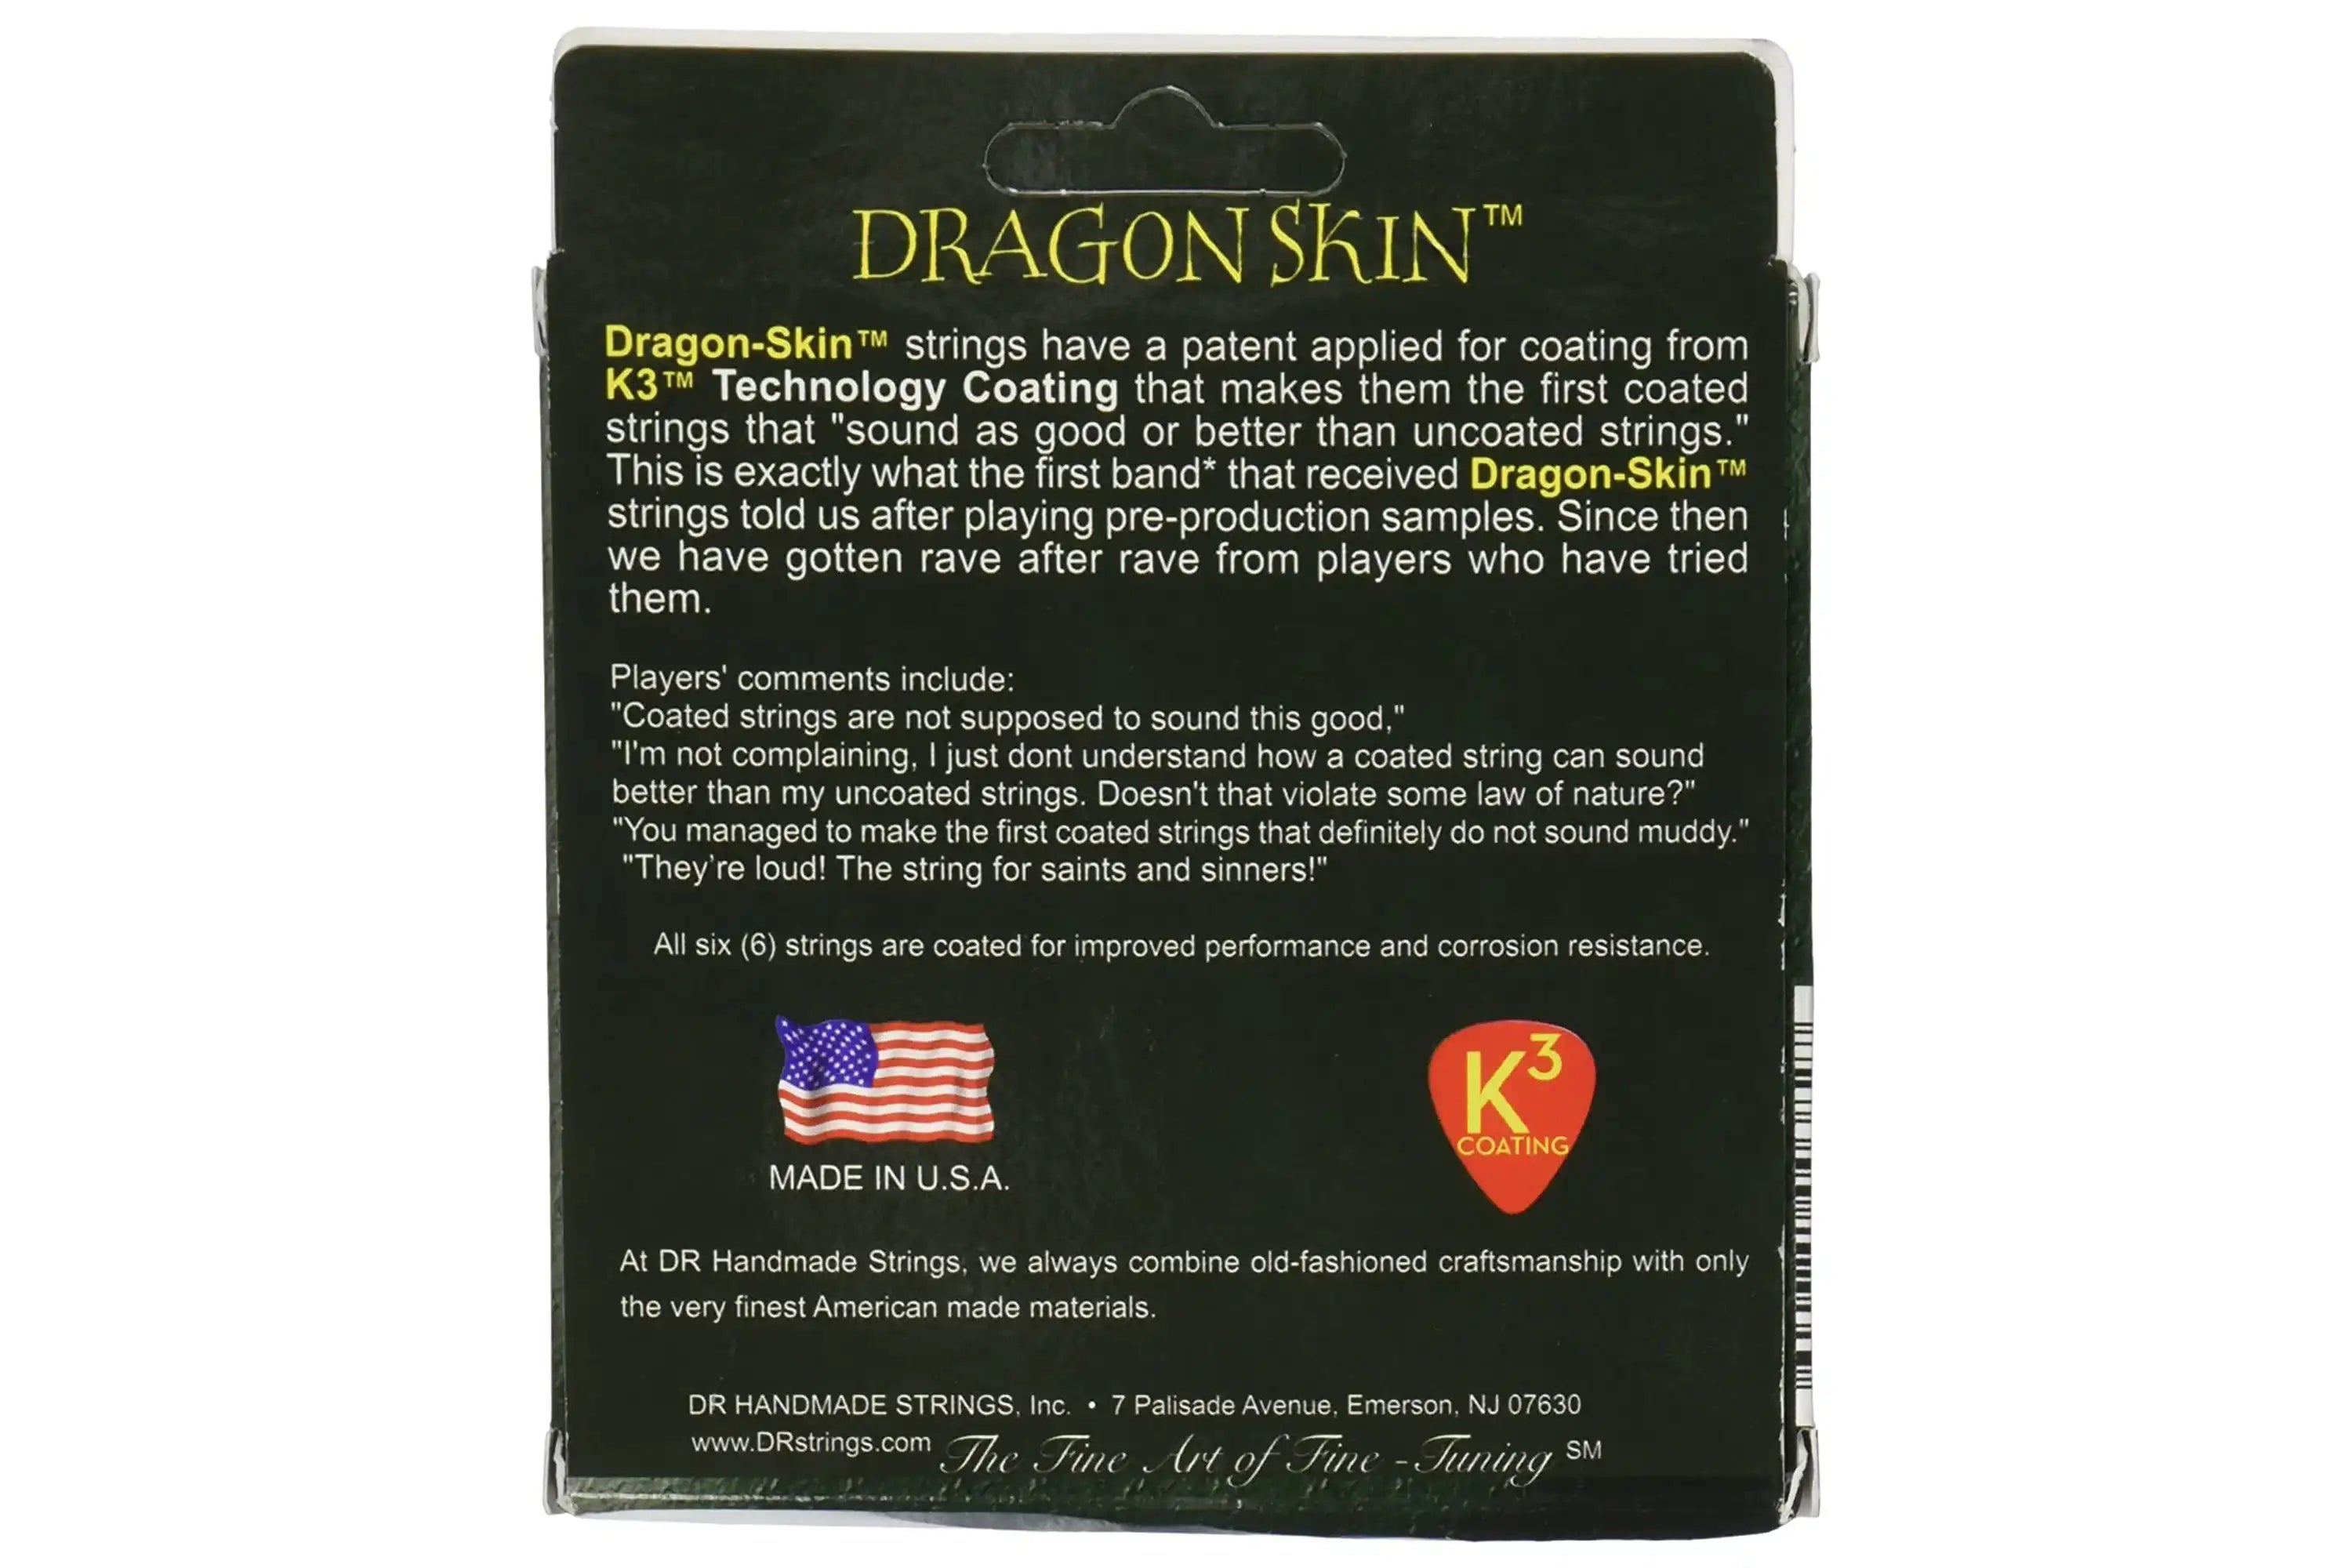 DRAGON SKIN™
Dragon-Skin™ strings have a patent applied for coating from
K3™ Technology Coating that makes them the first coated
strings that "sound as good or better than uncoated strings."
This is exactly what the first band* that received Dragon-Skin™
strings told us after playing pre-production samples. Since then
we have gotten rave after rave from players who have tried
them.
Players' comments include:
"Coated strings are not supposed to sound this good,"
"I'm not complaining, I just dont understand how a coated string can sound
better than my uncoated strings. Doesn't that violate some law of nature?"
"You managed to make the first coated strings that definitely do not sound muddy."
"They’re loud! The string for saints and sinners!"
All six (6) strings are coated for improved performance and corrosion resistance.
K³
COATING
MADE IN U.S.A.
At DR Handmade Strings, we always combine old-fashioned craftsmanship with only
the very finest American made materials.
DR HANDMADE STRINGS, Inc. • 7 Palisade Avenue, Emerson, NJ 07630
www.DRstrings.com The Fine Art of Fine-Tuning SM